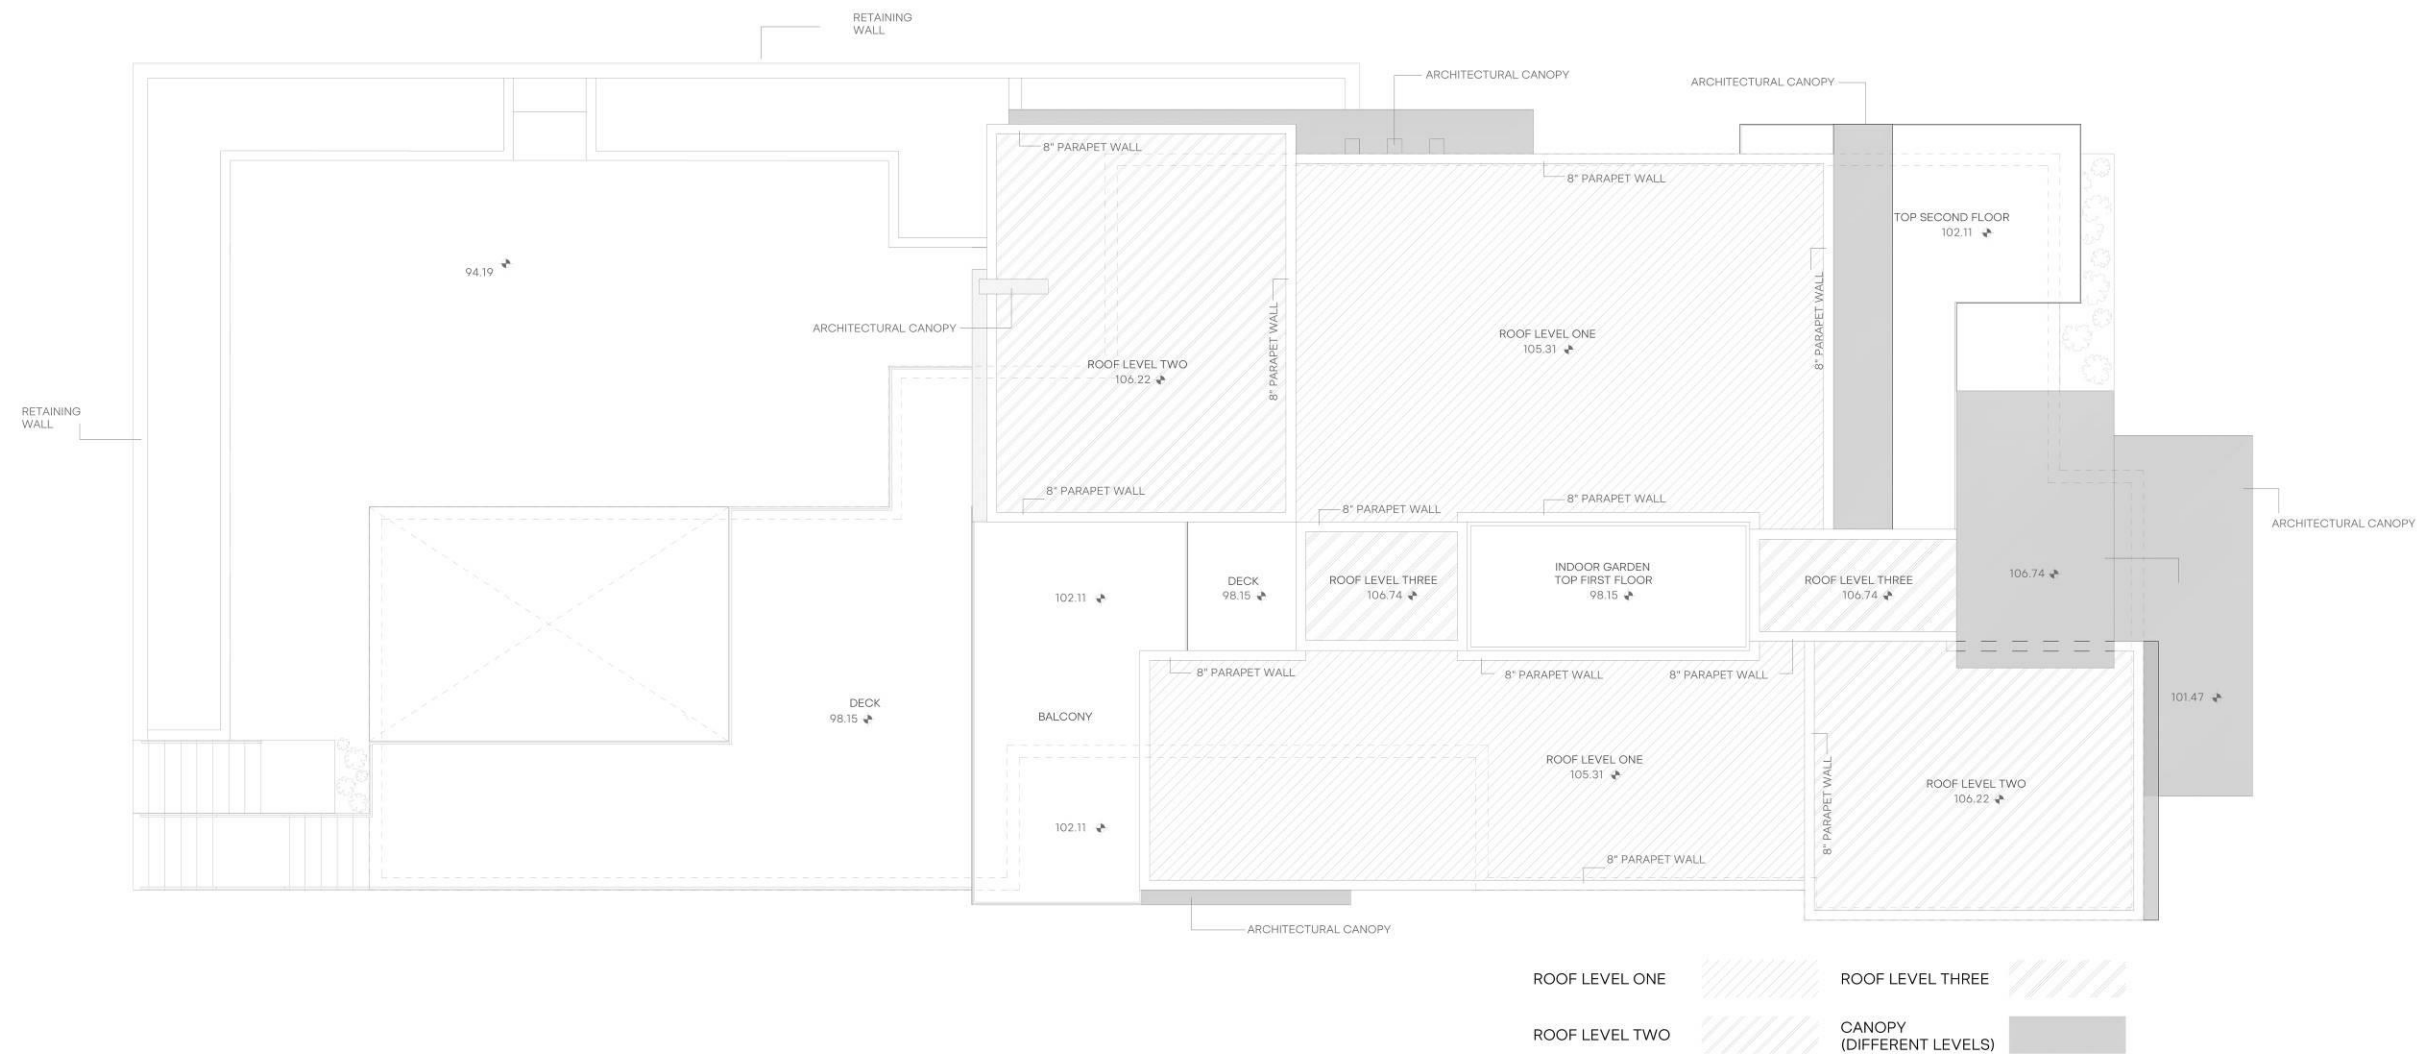 RETAINING
WALL
ARCHITECTURAL CANOPY
ARCHITECTURAL CANOPY
8" PARAPET WALL
8" PARAPET WALL
TOP SECOND FLOOR
102.11
94.19
8" PARAPET WALL
8" PARAPET WALL
ARCHITECTURAL CANOPY
ROOF LEVEL ONE
105.31
ROOF LEVEL TWO
106.22
RETAINING
WALL
8" PARAPET WALL
8" PARAPET WALL
8" PARAPET WALL
ARCHITECTURAL CANOPY
102.11
DECK
98.15
ROOF LEVEL THREE
106.74
INDOOR GARDEN
TOP FIRST FLOOR
98.15
ROOF LEVEL THREE
106.74
106.74
8" PARAPET WALL
8" PARAPET WALL
8" PARAPET WALL
101.47
DECK
98.15
BALCONY
ROOF LEVEL ONE
105.31
8" PARAPET WALL
ROOF LEVEL TWO
106.22
102.11
8" PARAPET WALL
ARCHITECTURAL CANOPY
ROOF LEVEL ONE
ROOF LEVEL THREE
ROOF LEVEL TWO
CANOPY
(DIFFERENT LEVELS)